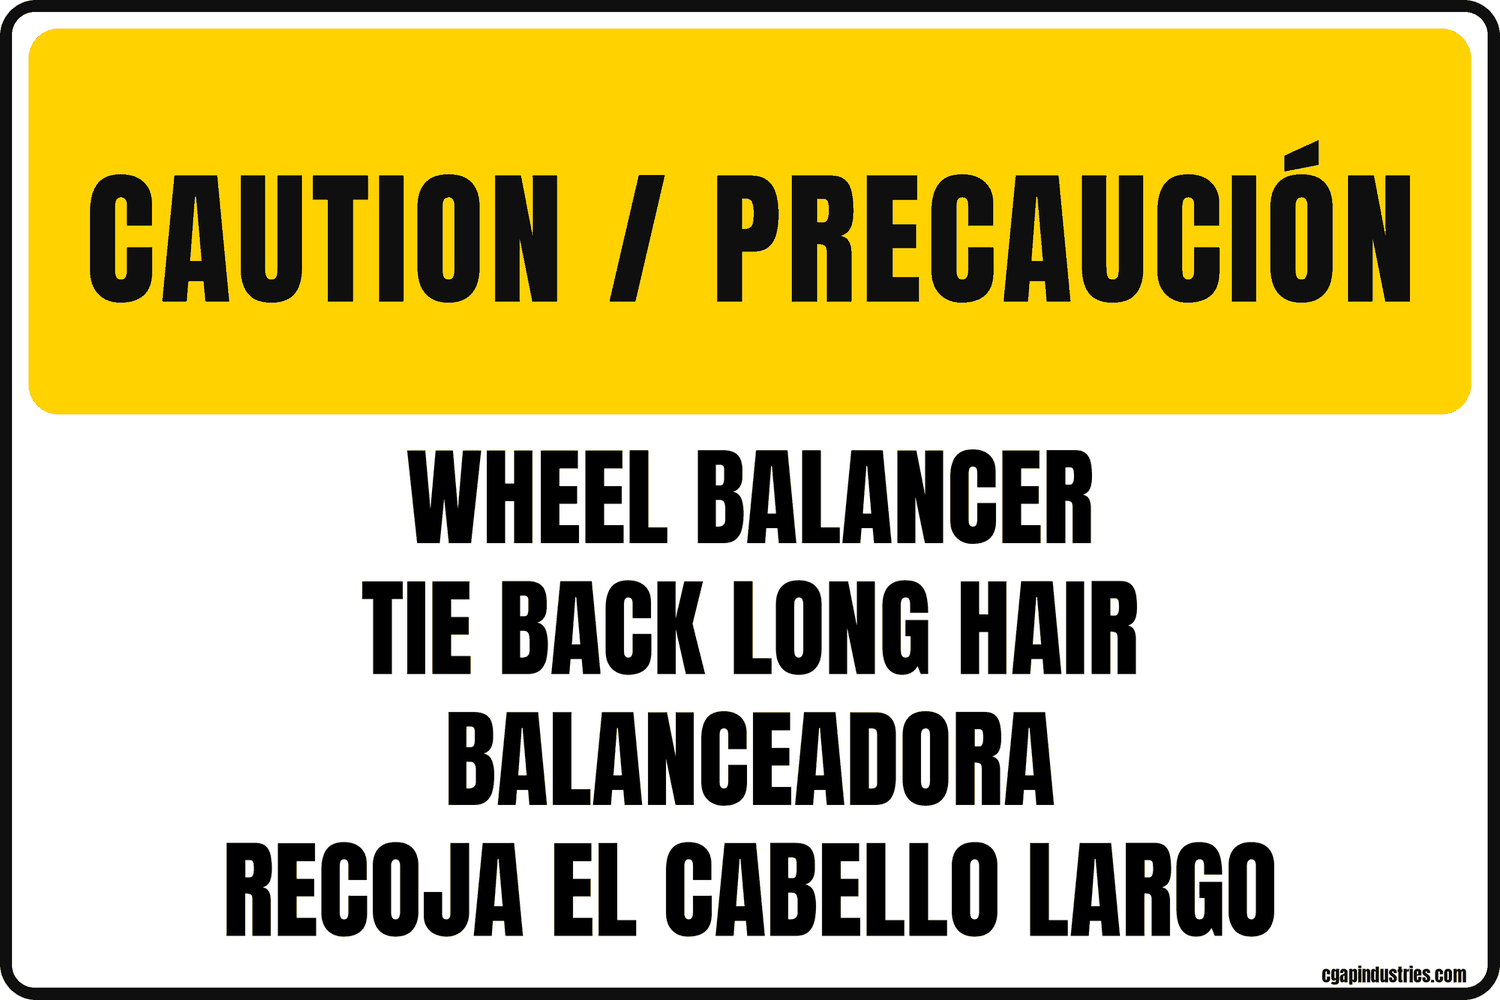 CAUTION / PRECAUCIÓN
WHEEL BALANCER
TIE BACK LONG HAIR
BALANCEADORA
RECOJA EL CABELLO LARGO
cgapindustries.com